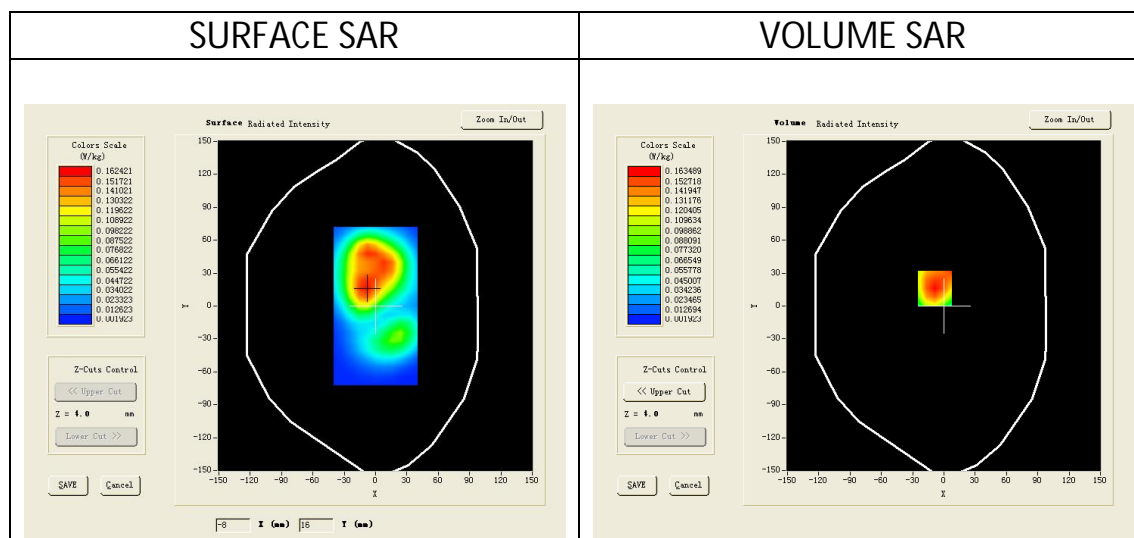 SURFACE SAR
VOLUME SAR
Surface Radiated Intensity
Zoom In/Out
Colors Scale
(W/kg)
0.162421
0.151721
0.141021
0.130322
0.119622
0.108922
0.098222
0.087522
0.076822
0.066122
0.055422
0.044722
0.034022
0.023323
0.012623
0.001923
Z-Cuts Control
<< Upper Cut
Z = 4.0 mm
Lower Cut >>
SAVE Cancel
150
120
90
60
30
0
-30
-60
-90
-120
-150
Y
-150 -120 -90 -60 -30 0 30 60 90 120 150
X
-8 X (mm) 16 Y (mm)
Volume Radiated Intensity
Zoom In/Out
Colors Scale
(W/kg)
0.163489
0.152718
0.141947
0.131176
0.120405
0.109634
0.098862
0.088091
0.077320
0.066549
0.055778
0.045007
0.034236
0.023465
0.012694
0.001923
Z-Cuts Control
<< Upper Cut
Z = 4.0 mm
Lower Cut >>
SAVE Cancel
150
120
90
60
30
0
-30
-60
-90
-120
-150
Y
-150 -120 -90 -60 -30 0 30 60 90 120 150
X